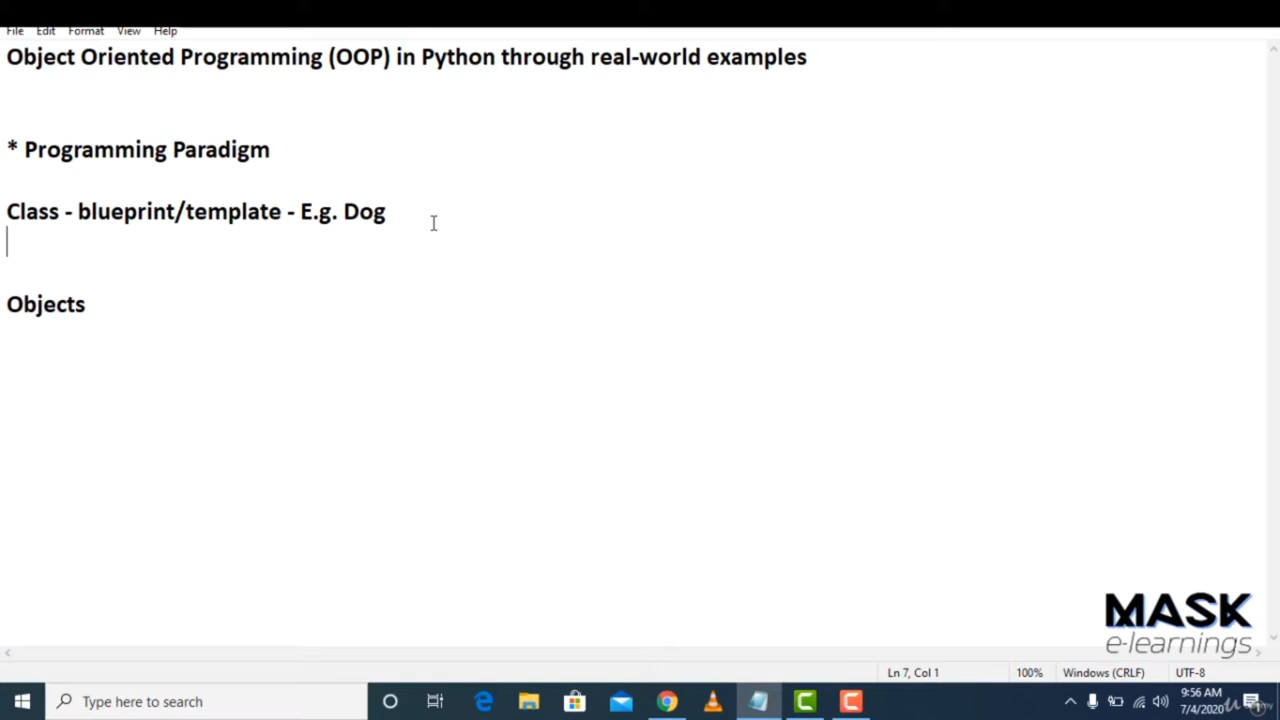 File Edit Format View Help
Object Oriented Programming (OOP) in Python through real-world examples
* Programming Paradigm
Class - blueprint/template - E.g. Dog
Objects
MASK
e-learnings
Ln 7, Col 1 100% Windows (CRLF) UTF-8
Type here to search
9:56 AM
7/4/2020